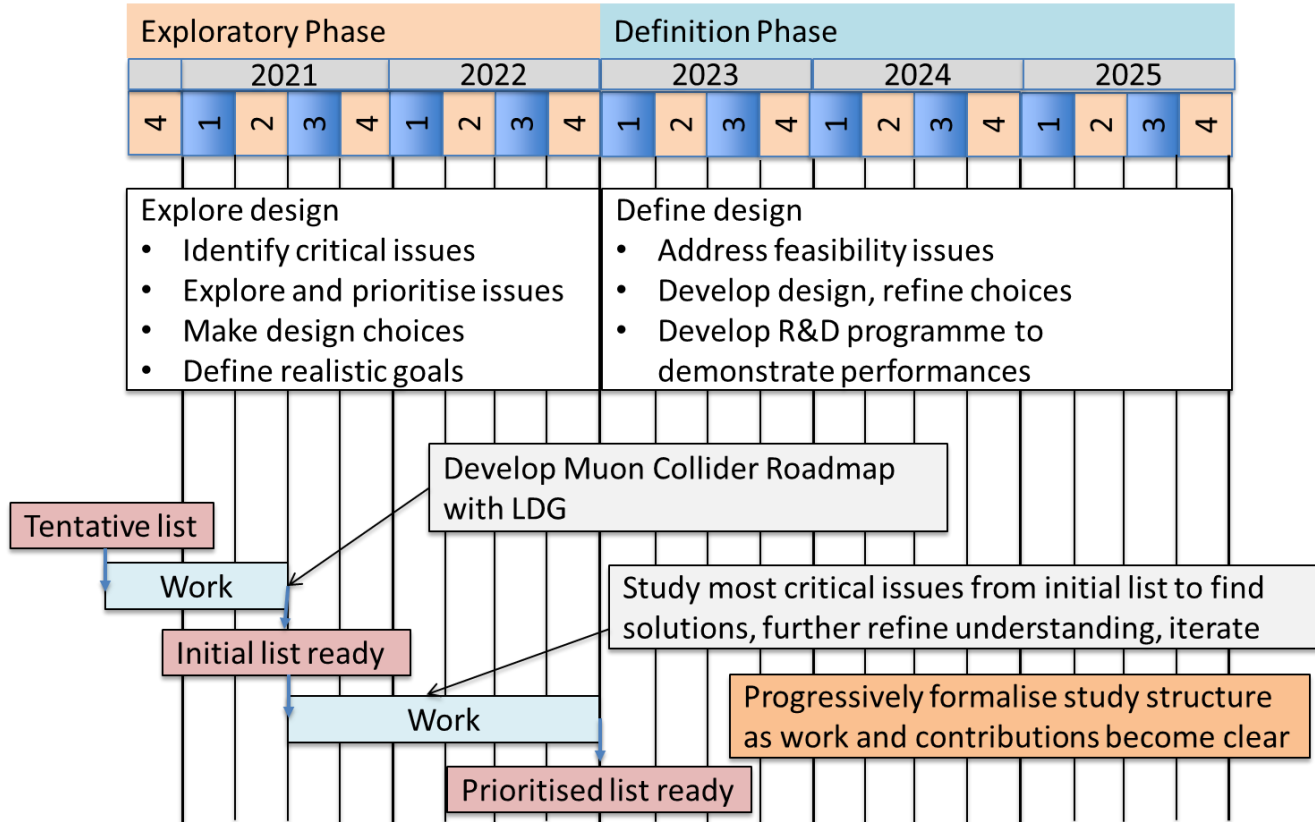 Exploratory Phase
Definition Phase
2021
2022
2023
2024
2025
4
1
2
3
4
1
2
3
4
1
2
3
4
1
2
3
4
1
2
3
4
Explore design
• Identify critical issues
• Explore and prioritise issues
• Make design choices
• Define realistic goals
Define design
• Address feasibility issues
• Develop design, refine choices
• Develop R&D programme to
demonstrate performances
Develop Muon Collider Roadmap
with LDG
Tentative list
Work
Study most critical issues from initial list to find
solutions, further refine understanding, iterate
Initial list ready
Work
Progressively formalise study structure
as work and contributions become clear
Prioritised list ready